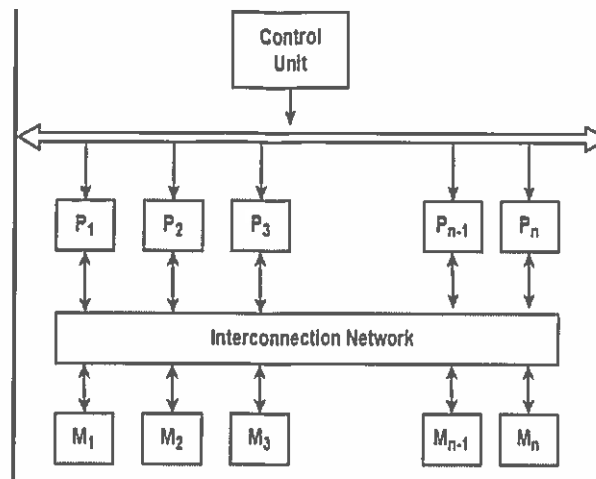 Control
Unit
P₁ P₂ P₃ Pₙ₋₁ Pₙ
Interconnection Network
M₁ M₂ M₃ Mₙ₋₁ Mₙ